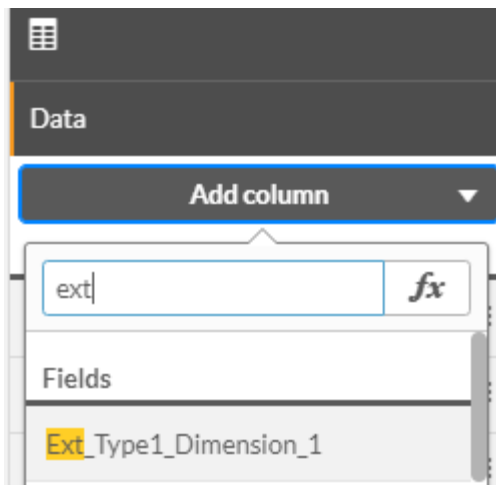 Data
Add column
ext
fx
Fields
Ext_Type1_Dimension_1